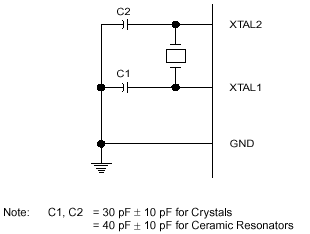 C2
XTAL2
C1
XTAL1
GND
Note: C1, C2 = 30 pF ± 10 pF for Crystals
= 40 pF ± 10 pF for Ceramic Resonators